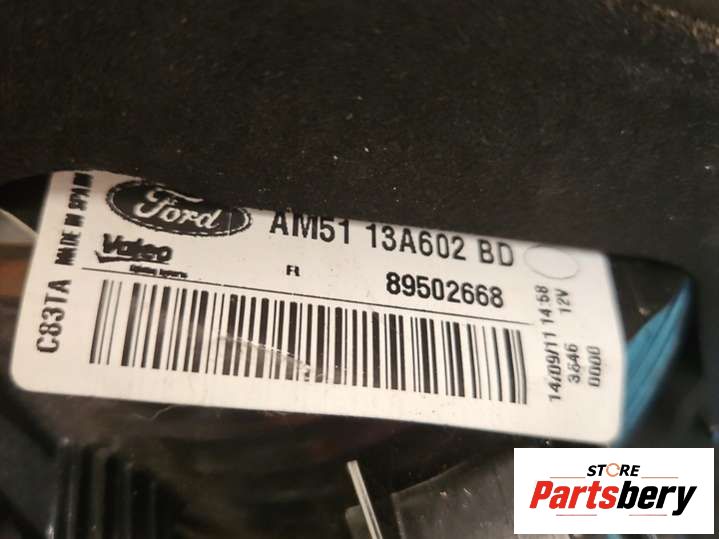 Ford
AM51 13A602 BD
Valeo
R
89502668
C83TA MADE IN SPAIN
14/09/11 14:58
3546 12V
0000
STORE
Partsbery